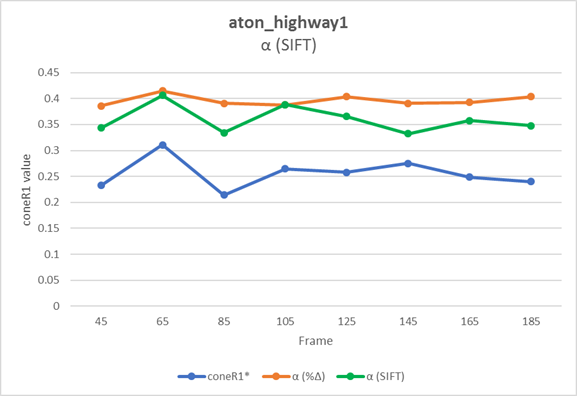 aton_highway1
α (SIFT)
0.45
0.4
0.35
0.3
0.25
0.2
0.15
0.1
0.05
0
coneR1 value
45 65 85 105 125 145 165 185
Frame
coneR1* α (%Δ) α (SIFT)